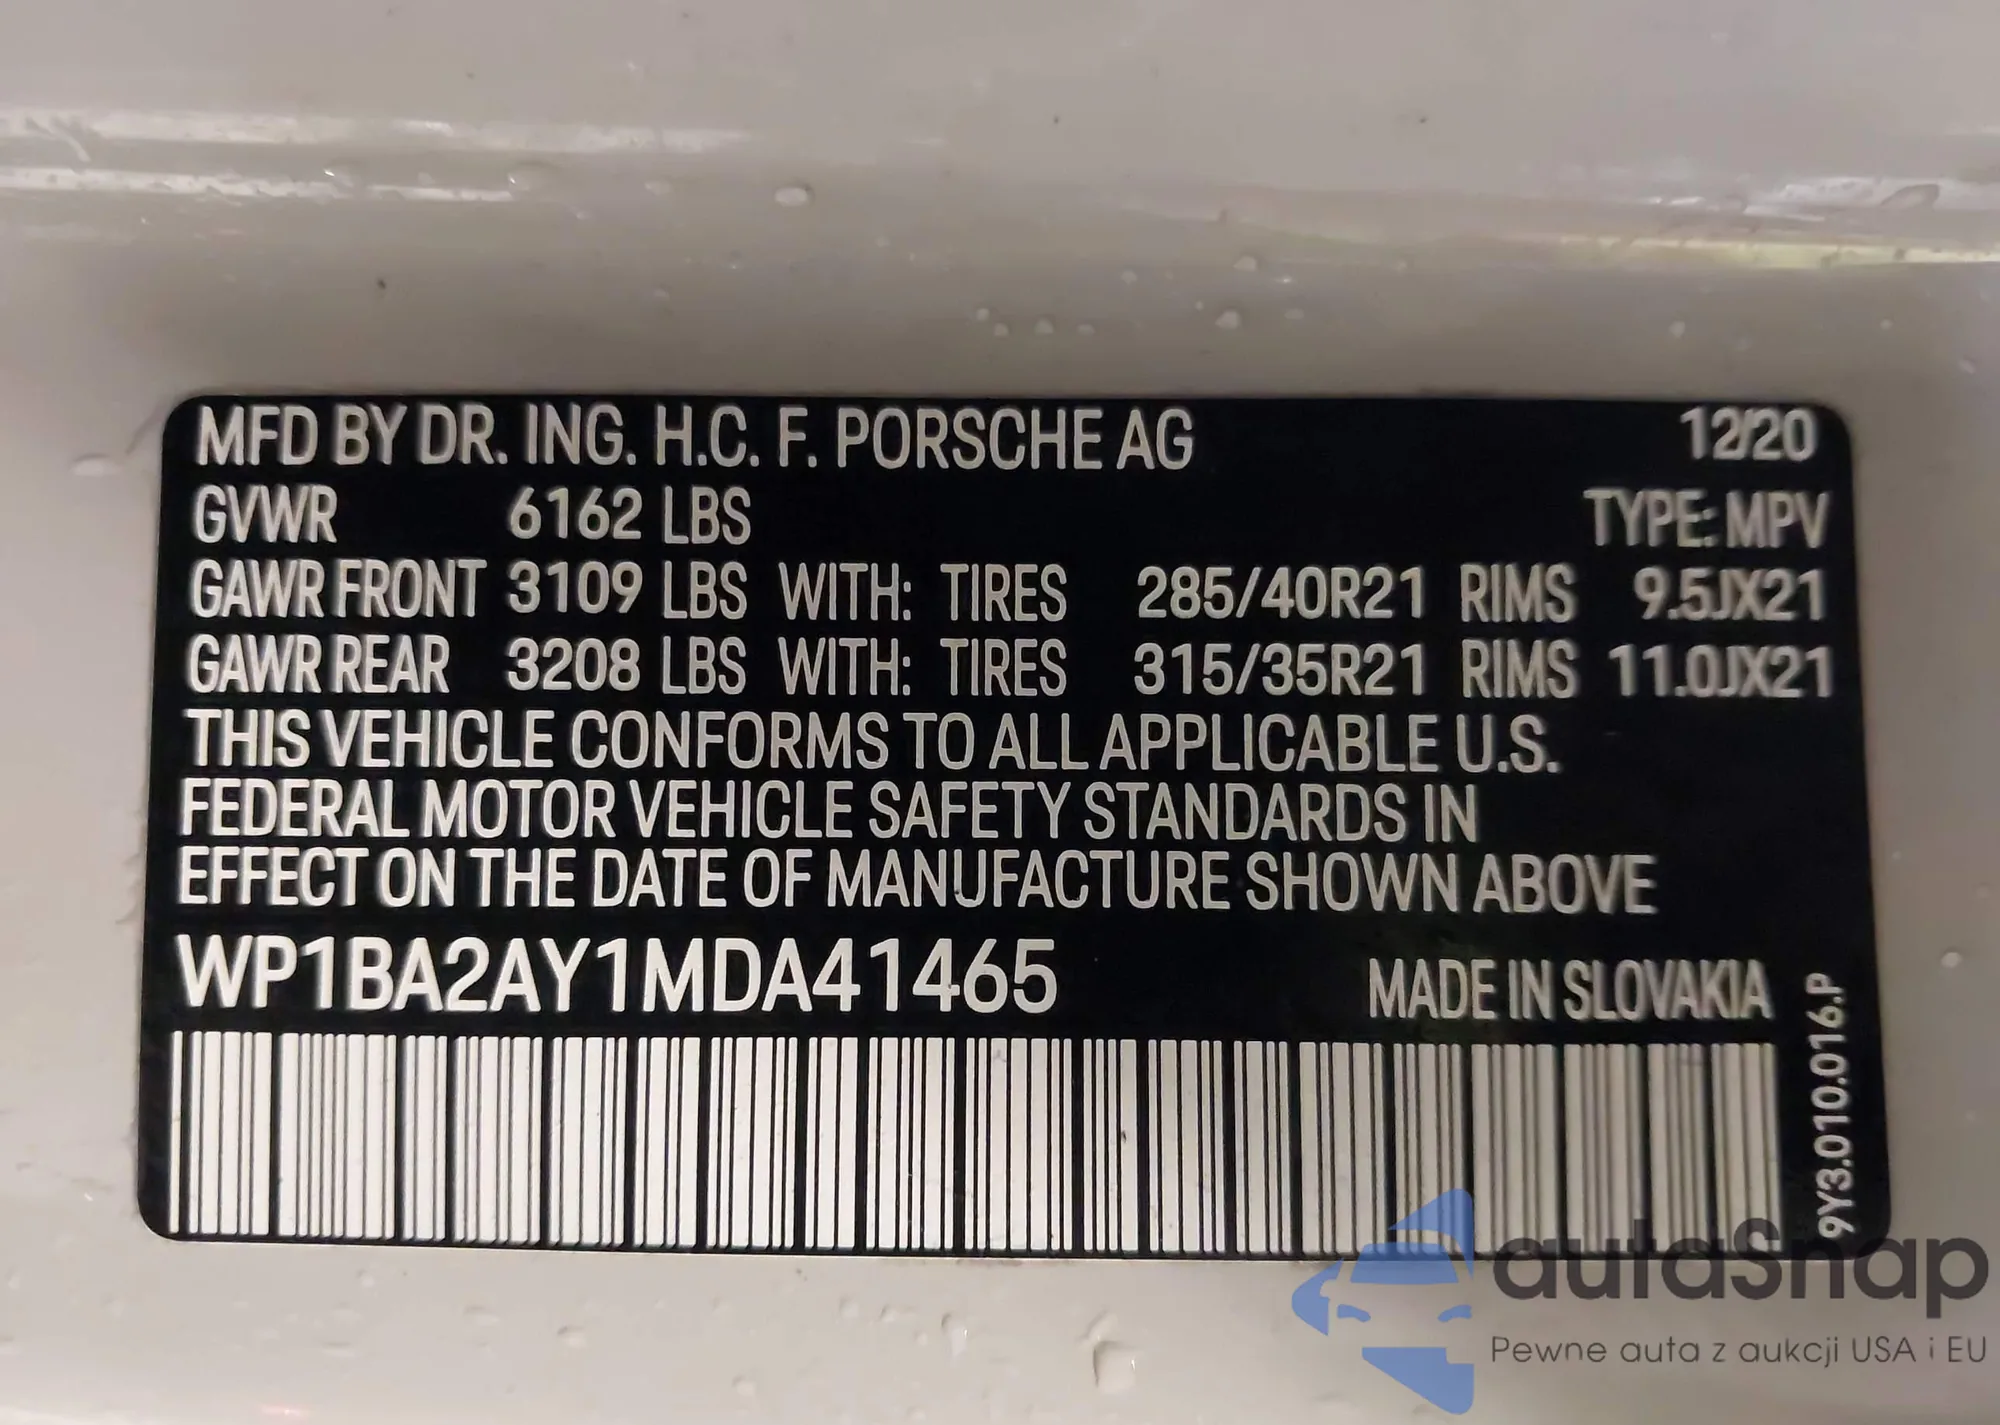 MFD BY DR. ING. H.C. F. PORSCHE AG 12/20
GVWR 6162 LBS TYPE: MPV
GAWR FRONT 3109 LBS WITH: TIRES 285/40R21 RIMS 9.5JX21
GAWR REAR 3208 LBS WITH: TIRES 315/35R21 RIMS 11.0JX21
THIS VEHICLE CONFORMS TO ALL APPLICABLE U.S.
FEDERAL MOTOR VEHICLE SAFETY STANDARDS IN
EFFECT ON THE DATE OF MANUFACTURE SHOWN ABOVE
WP1BA2AY1MDA41465 MADE IN SLOVAKIA
9Y3.010.016.P
autaSnap
Pewne auta z aukcji USA i EU